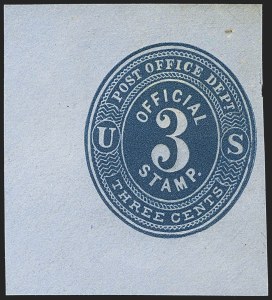 POST OFFICE DEPT
OFFICIAL
U 3 S
STAMP.
THREE CENTS